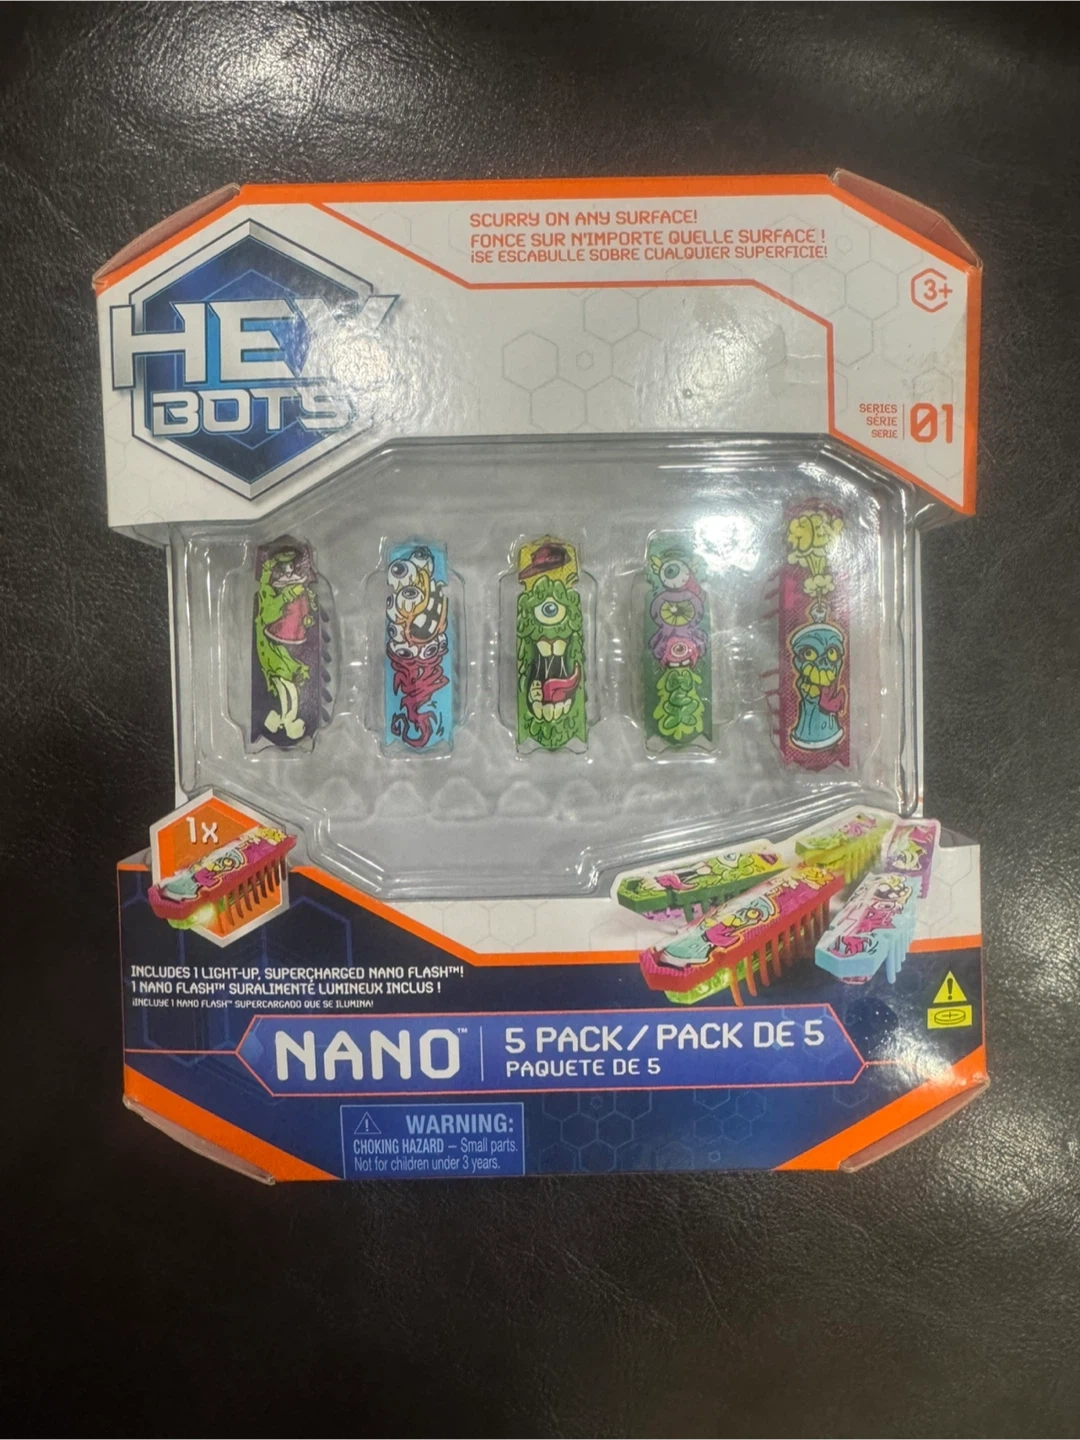 SCURRY ON ANY SURFACE!
FONCE SUR N'IMPORTE QUELLE SURFACE !
¡SE ESCABULLE SOBRE CUALQUIER SUPERFICIE!
3+
HEX
BOTS
SERIES
SÉRIE
SERIE
01
HEX
1x
INCLUDES 1 LIGHT-UP, SUPERCHARGED NANO FLASH™!
1 NANO FLASH™ SURALIMENTÉ LUMINEUX INCLUS !
¡INCLUYE 1 NANO FLASH™ SUPERCARGADO QUE SE ILUMINA!
NANO™
5 PACK / PACK DE 5
PAQUETE DE 5
WARNING:
CHOKING HAZARD – Small parts.
Not for children under 3 years.